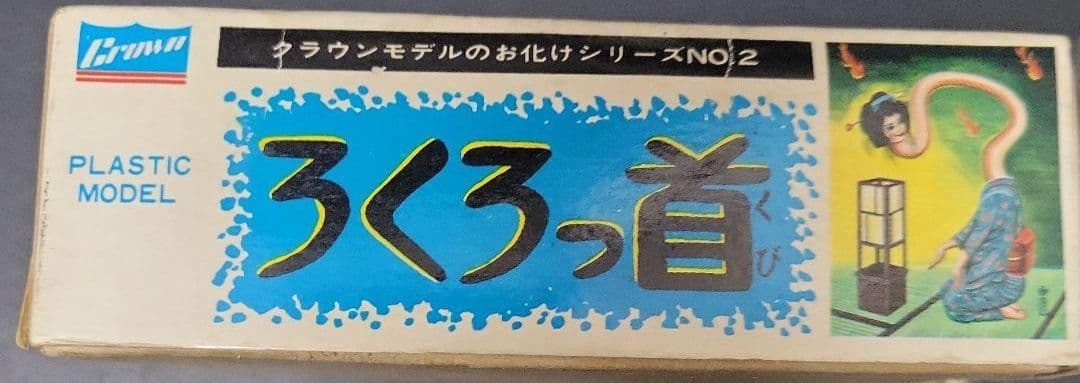 Crown
PLASTIC
MODEL
クラウンモデルのお化けシリーズNO.2
ろくろっ首
くび